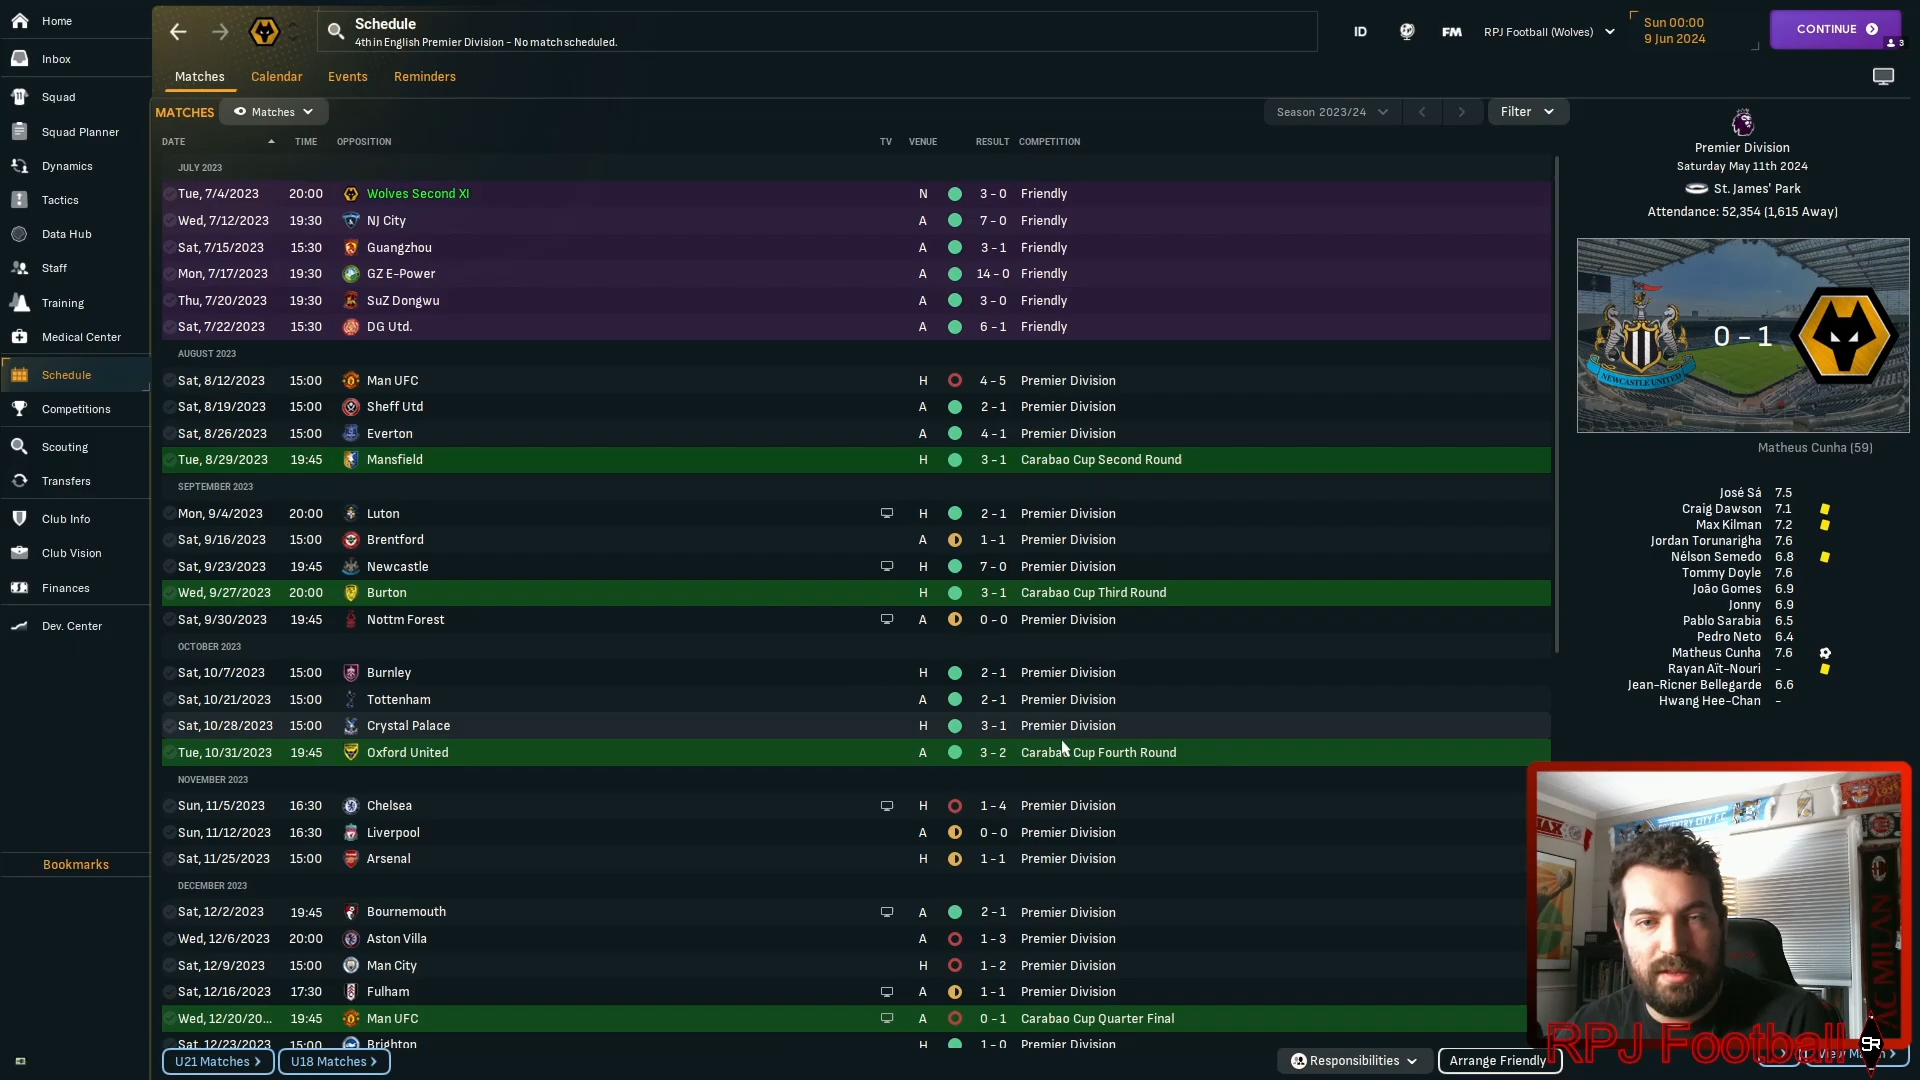 Home
Inbox
Squad
Squad Planner
Dynamics
Tactics
Data Hub
Staff
Training
Medical Center
Schedule
Competitions
Scouting
Transfers
Club Info
Club Vision
Finances
Dev. Center
Bookmarks
Schedule
4th in English Premier Division - No match scheduled.
ID FM RPJ Football (Wolves)
Sun 00:00
9 Jun 2024
CONTINUE
3
Matches Calendar Events Reminders
MATCHES Matches Season 2023/24 Filter
DATE TIME OPPOSITION TV VENUE RESULT COMPETITION
JULY 2023
Tue, 7/4/2023 20:00 Wolves Second XI N 3 - 0 Friendly
Wed, 7/12/2023 19:30 NJ City A 7 - 0 Friendly
Sat, 7/15/2023 15:30 Guangzhou A 3 - 1 Friendly
Mon, 7/17/2023 19:30 GZ E-Power A 14 - 0 Friendly
Thu, 7/20/2023 19:30 SuZ Dongwu A 3 - 0 Friendly
Sat, 7/22/2023 15:30 DG Utd. A 6 - 1 Friendly
AUGUST 2023
Sat, 8/12/2023 15:00 Man UFC H 4 - 5 Premier Division
Sat, 8/19/2023 15:00 Sheff Utd A 2 - 1 Premier Division
Sat, 8/26/2023 15:00 Everton A 4 - 1 Premier Division
Tue, 8/29/2023 19:45 Mansfield H 3 - 1 Carabao Cup Second Round
SEPTEMBER 2023
Mon, 9/4/2023 20:00 Luton H 2 - 1 Premier Division
Sat, 9/16/2023 15:00 Brentford A 1 - 1 Premier Division
Sat, 9/23/2023 19:45 Newcastle H 7 - 0 Premier Division
Wed, 9/27/2023 20:00 Burton H 3 - 1 Carabao Cup Third Round
Sat, 9/30/2023 19:45 Nottm Forest A 0 - 0 Premier Division
OCTOBER 2023
Sat, 10/7/2023 15:00 Burnley H 2 - 1 Premier Division
Sat, 10/21/2023 15:00 Tottenham A 2 - 1 Premier Division
Sat, 10/28/2023 15:00 Crystal Palace H 3 - 1 Premier Division
Tue, 10/31/2023 19:45 Oxford United A 3 - 2 Carabao Cup Fourth Round
NOVEMBER 2023
Sun, 11/5/2023 16:30 Chelsea H 1 - 4 Premier Division
Sun, 11/12/2023 16:30 Liverpool A 0 - 0 Premier Division
Sat, 11/25/2023 15:00 Arsenal H 1 - 1 Premier Division
DECEMBER 2023
Sat, 12/2/2023 19:45 Bournemouth A 2 - 1 Premier Division
Wed, 12/6/2023 20:00 Aston Villa A 1 - 3 Premier Division
Sat, 12/9/2023 15:00 Man City H 1 - 2 Premier Division
Sat, 12/16/2023 17:30 Fulham A 1 - 1 Premier Division
Wed, 12/20/20... 19:45 Man UFC A 0 - 1 Carabao Cup Quarter Final
Sat, 12/23/2023 15:00 Brighton H 1 - 0 Premier Division
U21 Matches U18 Matches Responsibilities Arrange Friendly
Premier Division
Saturday May 11th 2024
St. James' Park
Attendance: 52,354 (1,615 Away)
NEWCASTLE UNITED
0 - 1
Matheus Cunha (59)
José Sá 7.5
Craig Dawson 7.1
Max Kilman 7.2
Jordan Torunarigha 7.6
Nélson Semedo 6.8
Tommy Doyle 7.6
João Gomes 6.9
Jonny 6.9
Pablo Sarabia 6.5
Pedro Neto 6.4
Matheus Cunha 7.6
Rayan Aït-Nouri -
Jean-Ricner Bellegarde 6.6
Hwang Hee-Chan -
COVENTRY CITY F.C.
AC MILAN
RPJ Football
SR